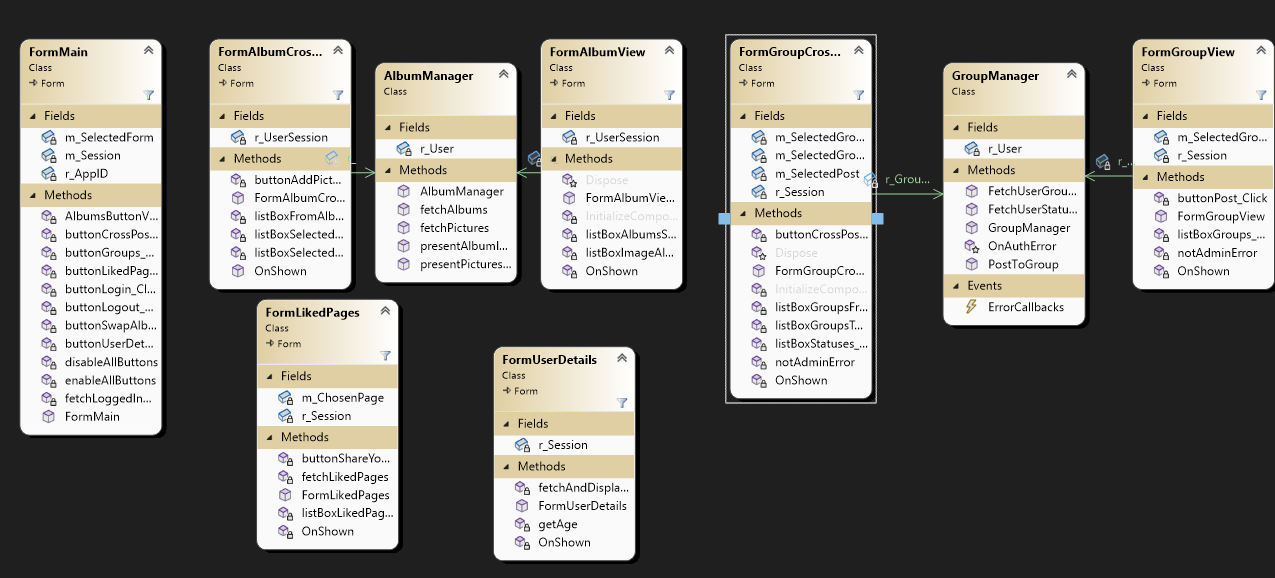 FormMain
Class
Form
Fields
m_SelectedForm
m_Session
r_AppID
Methods
AlbumsButtonV...
buttonCrossPos...
buttonGroups_...
buttonLikedPag...
buttonLogin_Cl...
buttonLogout_...
buttonSwapAlb...
buttonUserDet...
disableAllButtons
enableAllButtons
fetchLoggedIn...
FormMain
FormAlbumCros...
Class
Form
Fields
r_UserSession
Methods
buttonAddPict...
FormAlbumCro...
listBoxFromAlb...
listBoxSelected...
listBoxSelected...
OnShown
AlbumManager
Class
Fields
r_User
Methods
AlbumManager
fetchAlbums
fetchPictures
presentAlbumI...
presentPictures...
FormAlbumView
Class
Form
Fields
r_UserSession
Methods
Dispose
FormAlbumVie...
InitializeCompo...
listBoxAlbumsS...
listBoxImageAl...
OnShown
FormGroupCros...
Class
Form
Fields
m_SelectedGro...
m_SelectedGro...
m_SelectedPost
r_Session
Methods
buttonCrossPos...
Dispose
FormGroupCro...
InitializeCompo...
listBoxGroupsFr...
listBoxGroupsT...
listBoxStatuses_...
notAdminError
OnShown
r_Grou...
GroupManager
Class
Fields
r_User
Methods
FetchUserGrou...
FetchUserStatu...
GroupManager
OnAuthError
PostToGroup
Events
ErrorCallbacks
r_...
FormGroupView
Class
Form
Fields
m_SelectedGro...
r_Session
Methods
buttonPost_Click
FormGroupView
listBoxGroups_...
notAdminError
OnShown
FormLikedPages
Class
Form
Fields
m_ChosenPage
r_Session
Methods
buttonShareYo...
fetchLikedPages
FormLikedPages
listBoxLikedPag...
OnShown
FormUserDetails
Class
Form
Fields
r_Session
Methods
fetchAndDispla...
FormUserDetails
getAge
OnShown